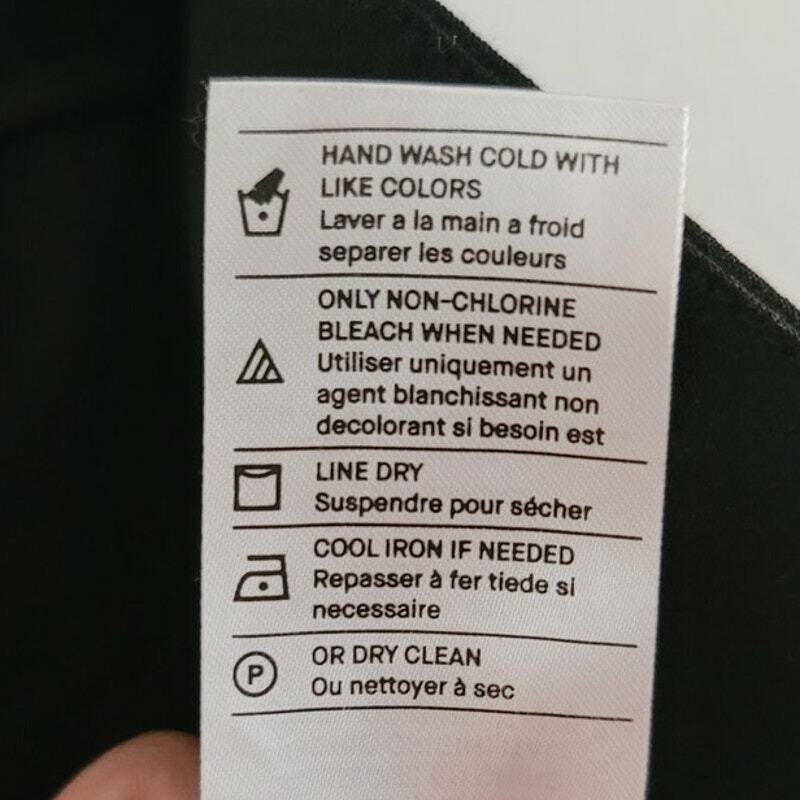 HAND WASH COLD WITH
LIKE COLORS
Laver a la main a froid
separer les couleurs
ONLY NON-CHLORINE
BLEACH WHEN NEEDED
Utiliser uniquement un
agent blanchissant non
decolorant si besoin est
LINE DRY
Suspendre pour sécher
COOL IRON IF NEEDED
Repasser à fer tiede si
necessaire
P
OR DRY CLEAN
Ou nettoyer à sec